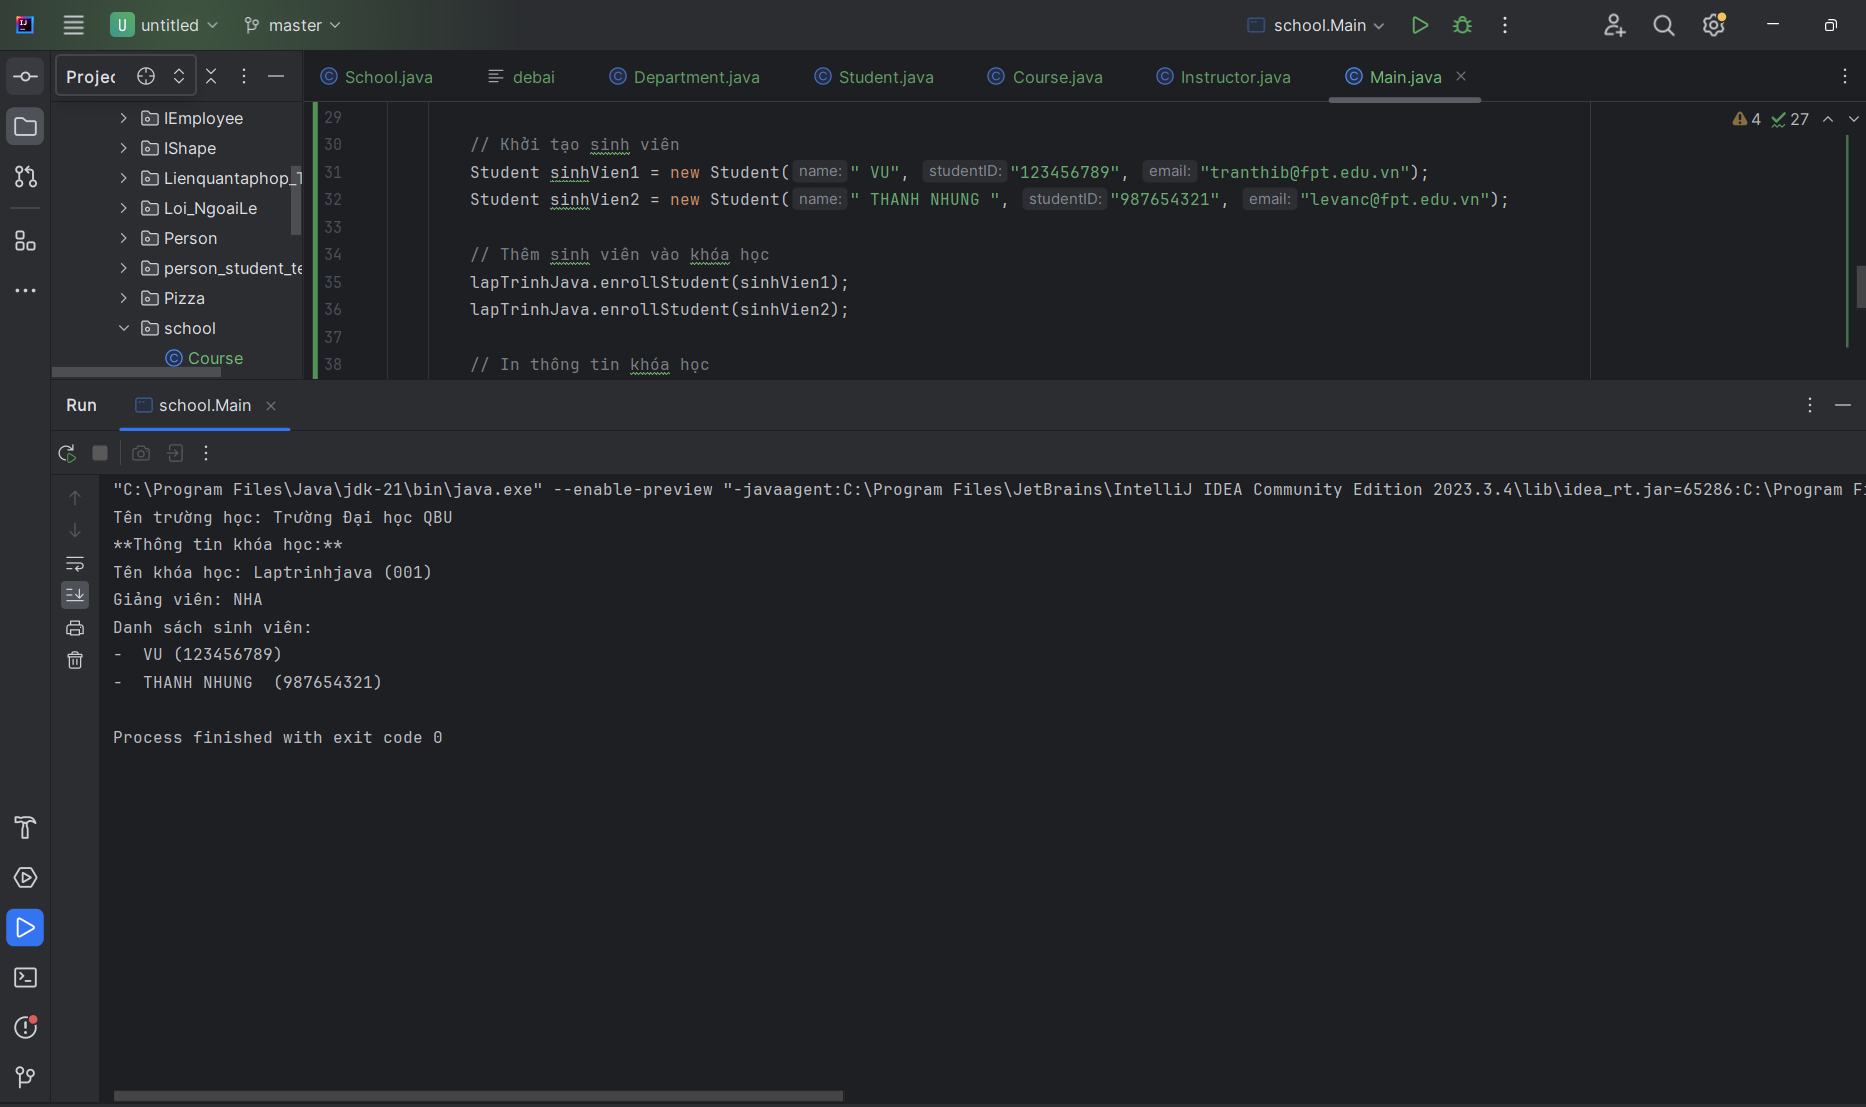 untitled
master
school.Main
Projec
School.java
debai
Department.java
Student.java
Course.java
Instructor.java
Main.java
IEmployee
IShape
Lienquantaphop_T
Loi_NgoaiLe
Person
person_student_te
Pizza
school
Course
4 27
29
30 // Khởi tạo sinh viên
31 Student sinhVien1 = new Student( name: " VU", studentID: "123456789", email: "tranthib@fpt.edu.vn");
32 Student sinhVien2 = new Student( name: " THANH NHUNG ", studentID: "987654321", email: "levanc@fpt.edu.vn");
33
34 // Thêm sinh viên vào khóa học
35 lapTrinhJava.enrollStudent(sinhVien1);
36 lapTrinhJava.enrollStudent(sinhVien2);
37
38 // In thông tin khóa học
Run
school.Main
"C:\Program Files\Java\jdk-21\bin\java.exe" --enable-preview "-javaagent:C:\Program Files\JetBrains\IntelliJ IDEA Community Edition 2023.3.4\lib\idea_rt.jar=65286:C:\Program Fi
Tên trường học: Trường Đại học QBU
**Thông tin khóa học:**
Tên khóa học: Laptrinhjava (001)
Giảng viên: NHA
Danh sách sinh viên:
-  VU (123456789)
-  THANH NHUNG  (987654321)
Process finished with exit code 0